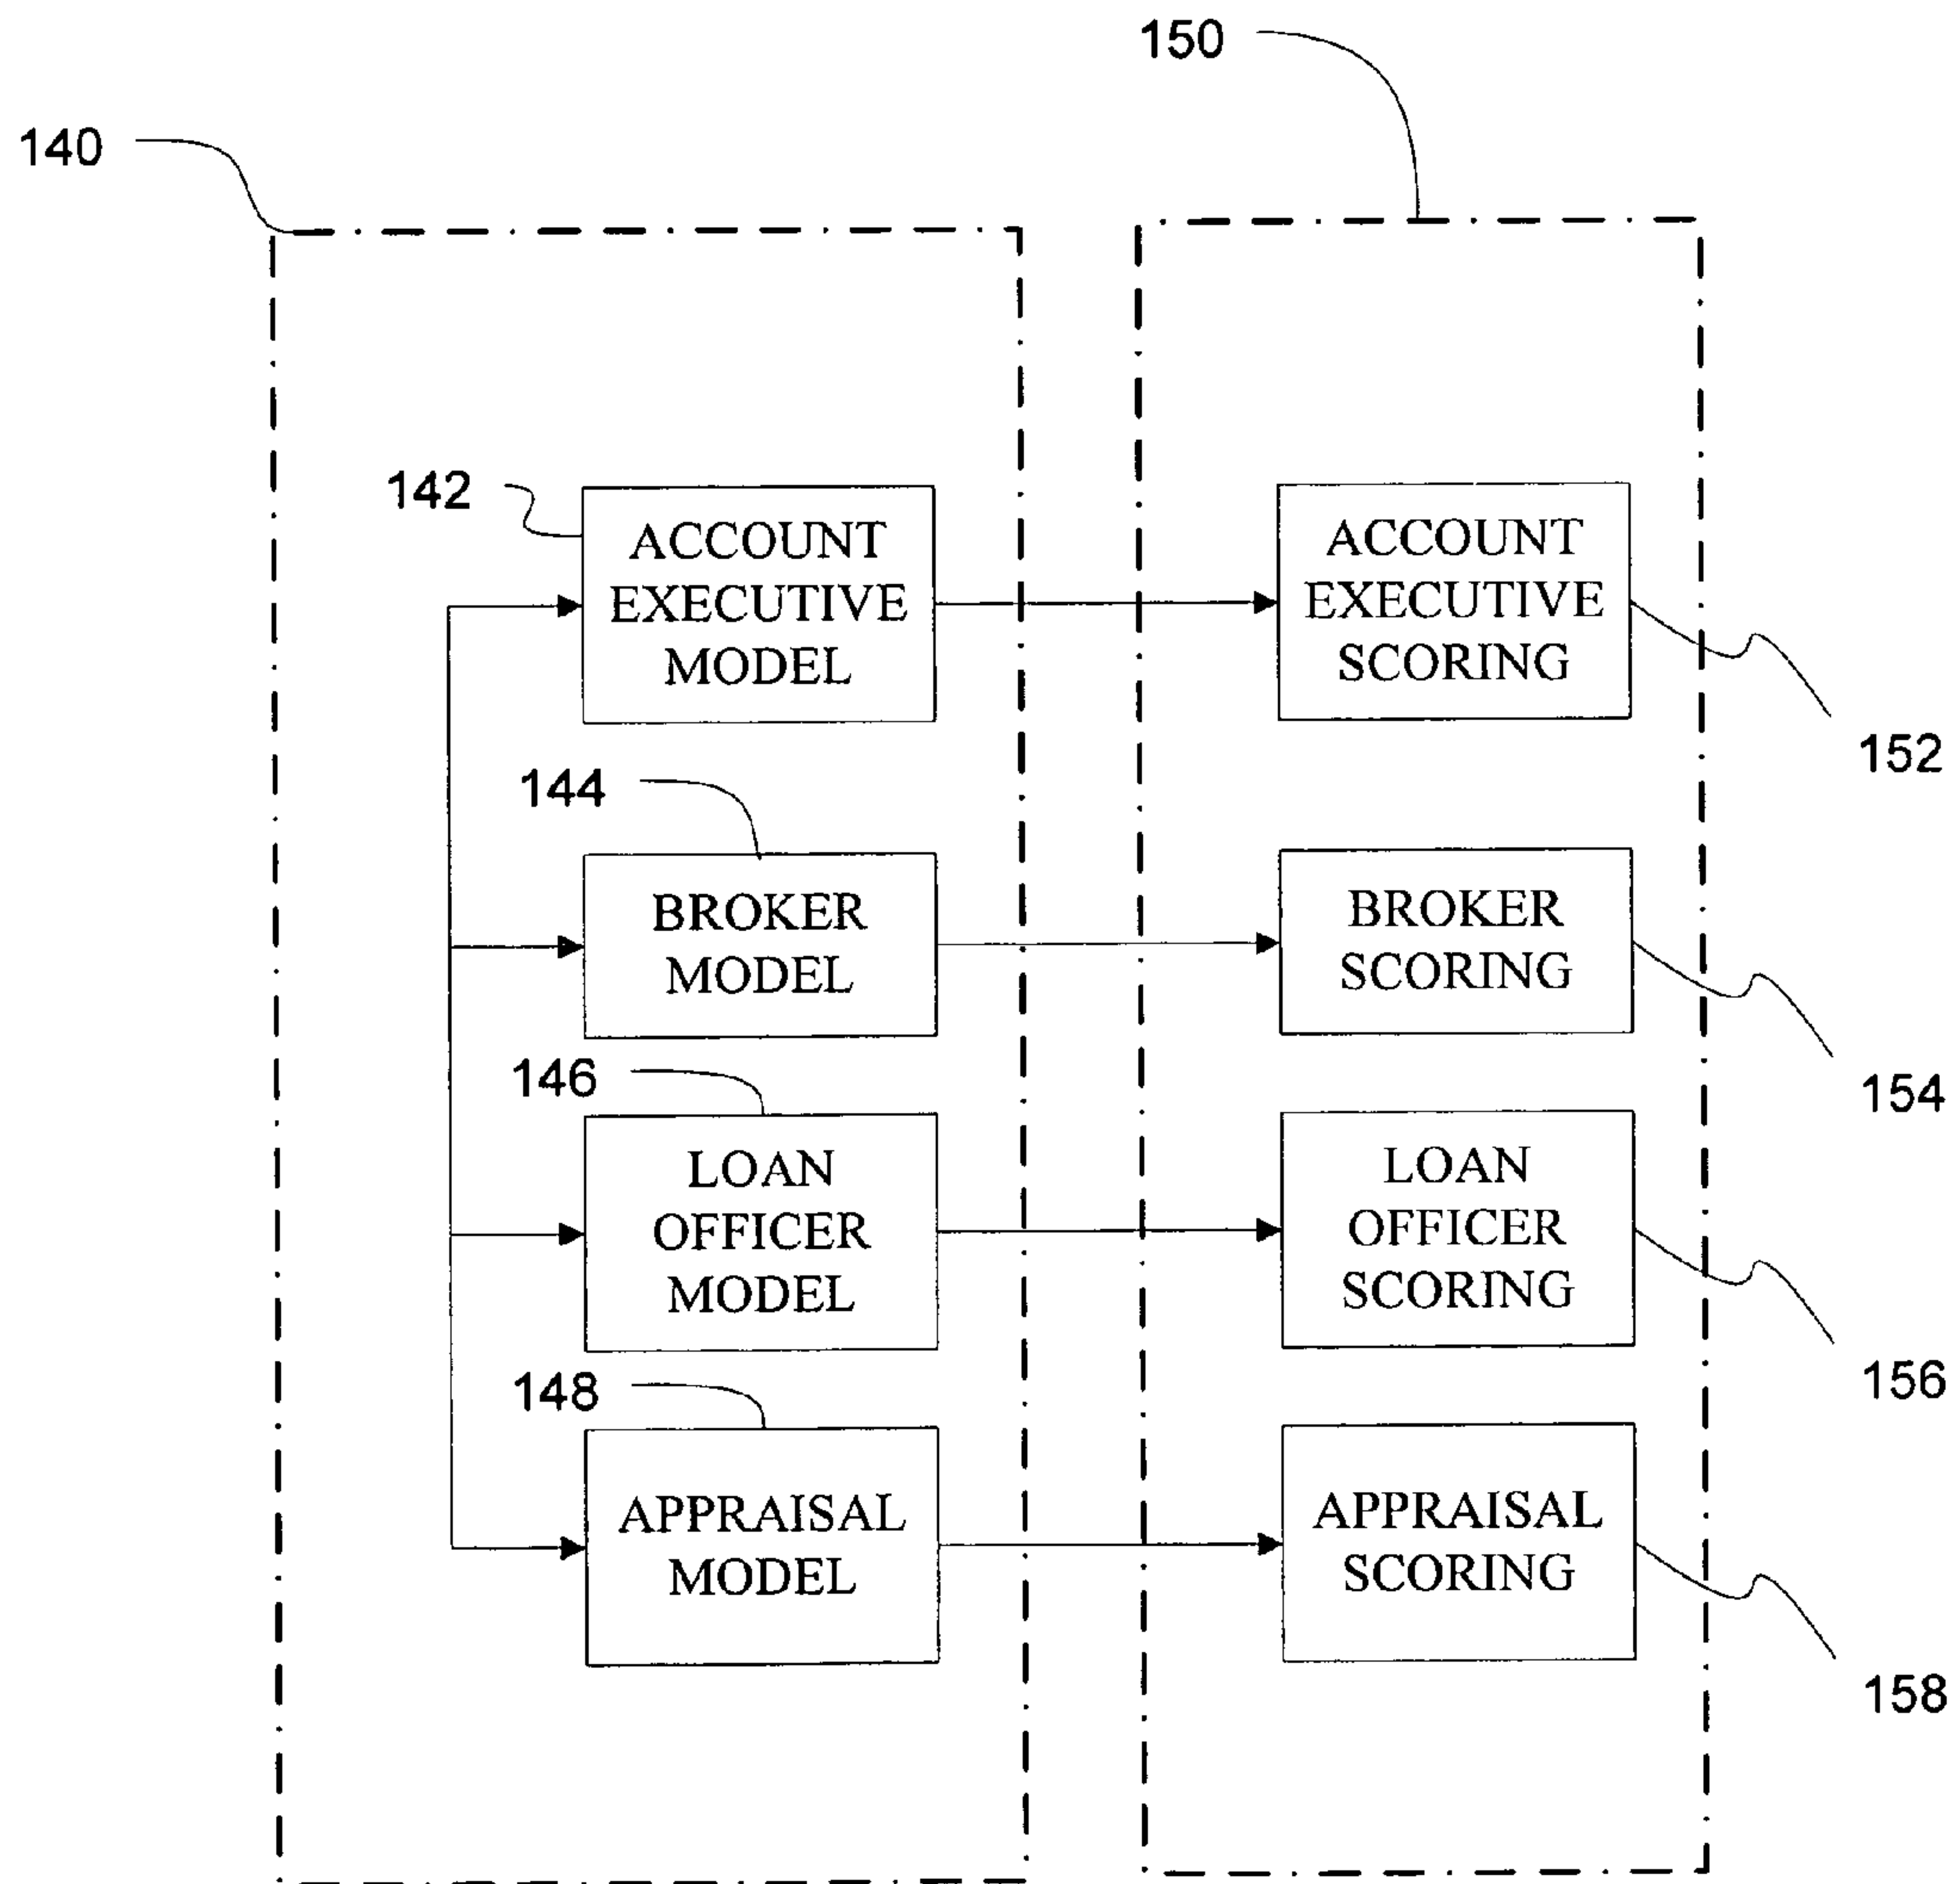 150
140
142
ACCOUNT
EXECUTIVE
MODEL
ACCOUNT
EXECUTIVE
SCORING
152
144
BROKER
MODEL
BROKER
SCORING
154
146
LOAN
OFFICER
MODEL
LOAN
OFFICER
SCORING
156
148
APPRAISAL
MODEL
APPRAISAL
SCORING
158